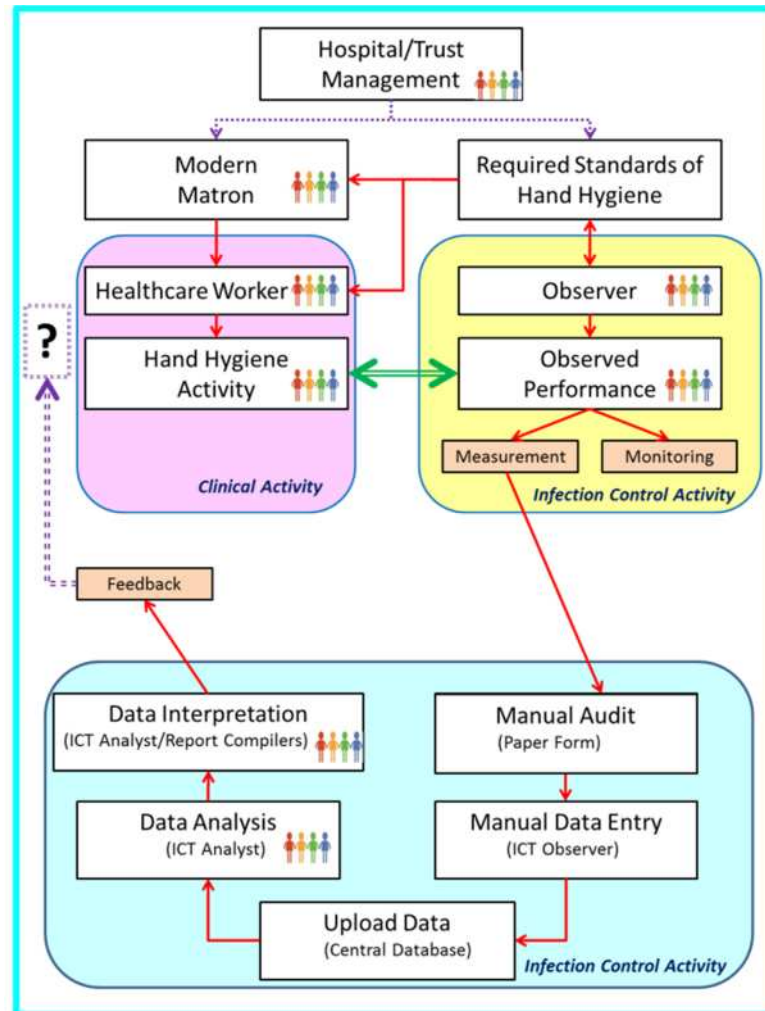 Hospital/Trust
Management
Modern
Matron
Required Standards of
Hand Hygiene
Healthcare Worker
Observer
?
Hand Hygiene
Activity
Observed
Performance
Measurement
Monitoring
Clinical Activity
Infection Control Activity
Feedback
Data Interpretation
(ICT Analyst/Report Compilers)
Manual Audit
(Paper Form)
Data Analysis
(ICT Analyst)
Manual Data Entry
(ICT Observer)
Upload Data
(Central Database)
Infection Control Activity